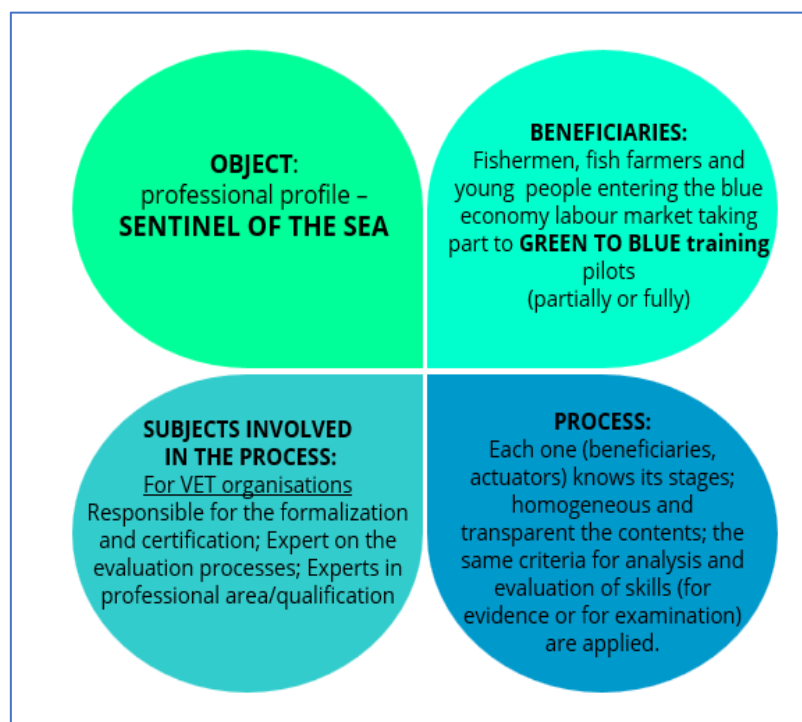 OBJECT:
professional profile –
SENTINEL OF THE SEA
BENEFICIARIES:
Fishermen, fish farmers and
young people entering the blue
economy labour market taking
part to GREEN TO BLUE training
pilots
(partially or fully)
SUBJECTS INVOLVED
IN THE PROCESS:
For VET organisations
Responsible for the formalization
and certification; Expert on the
evaluation processes; Experts in
professional area/qualification
PROCESS:
Each one (beneficiaries,
actuators) knows its stages;
homogeneous and
transparent the contents; the
same criteria for analysis and
evaluation of skills (for
evidence or for examination)
are applied.